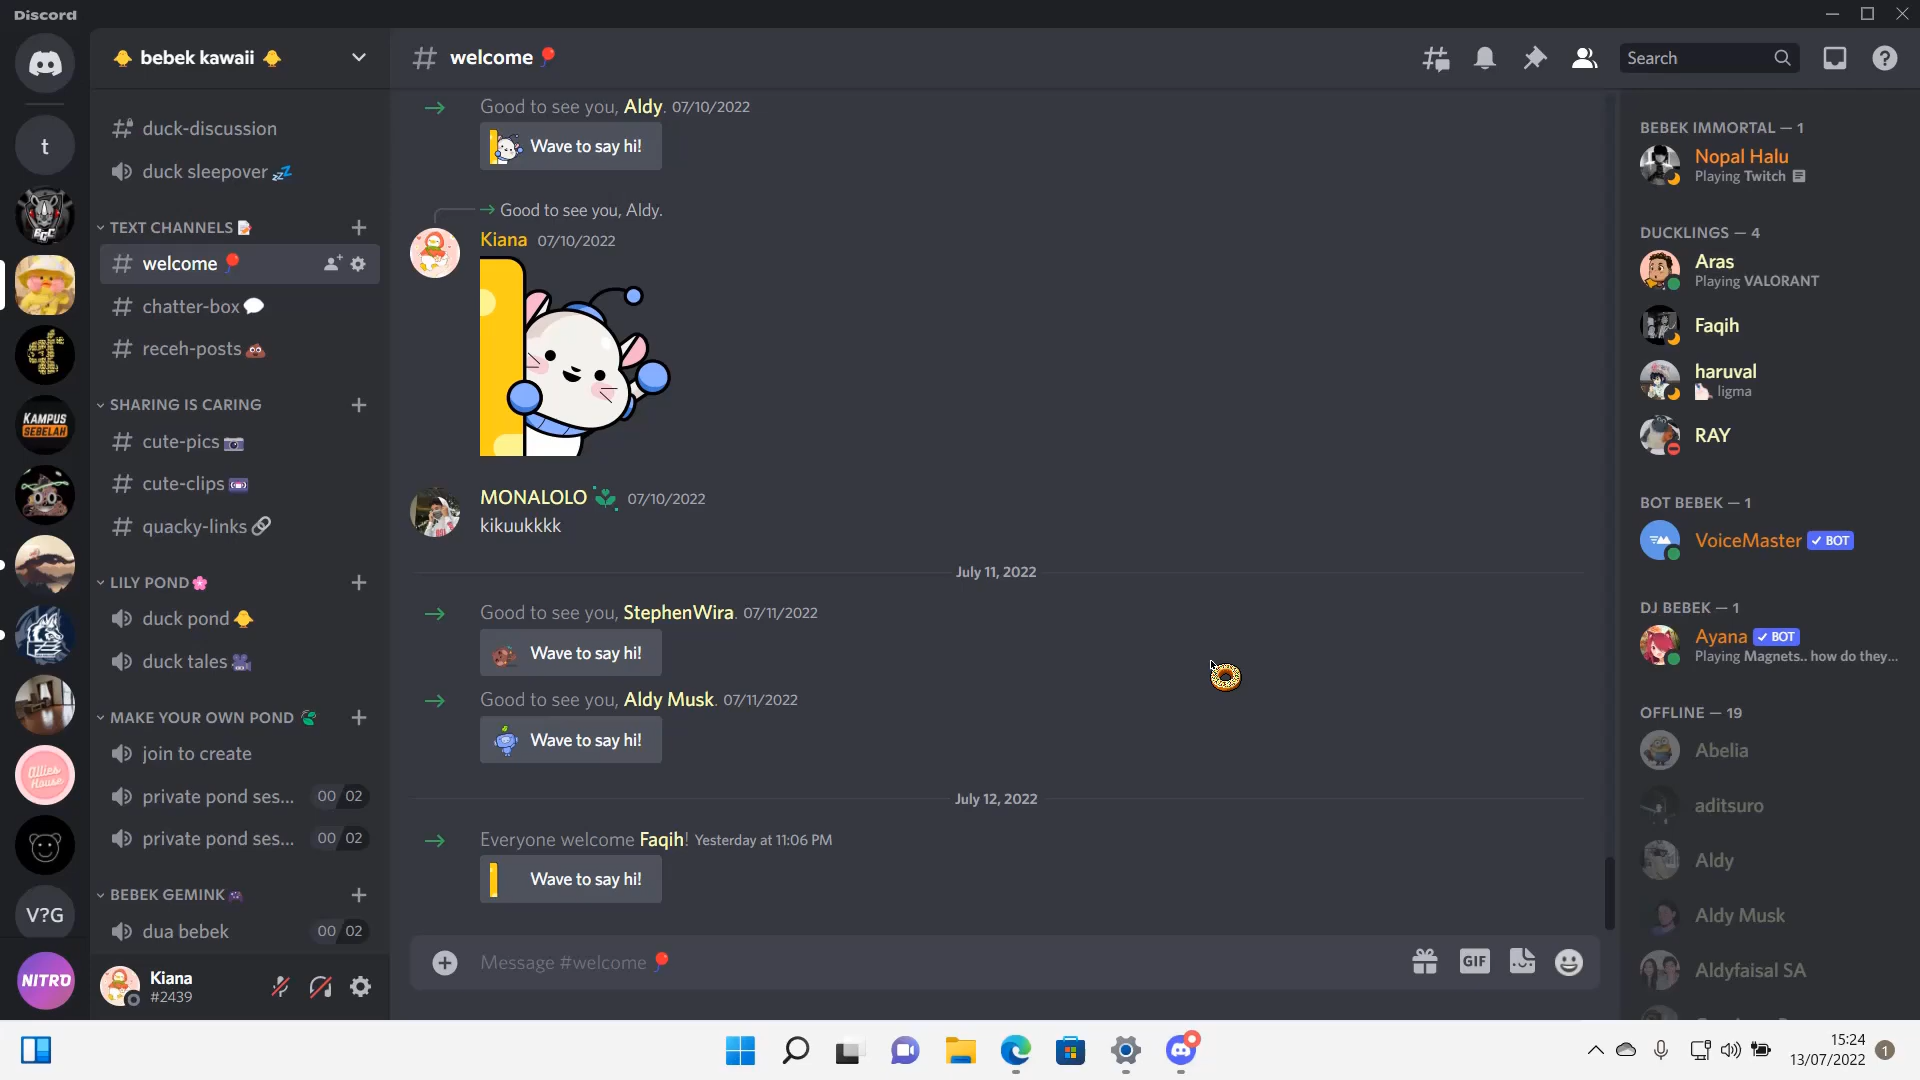 Discord
bebek kawaii
duck-discussion
duck sleepover
TEXT CHANNELS
welcome
chatter-box
receh-posts
SHARING IS CARING
cute-pics
cute-clips
quacky-links
LILY POND
duck pond
duck tales
MAKE YOUR OWN POND
join to create
private pond ses... 00 02
private pond ses... 00 02
BEBEK GEMINK
dua bebek 00 02
Kiana
#2439
t
BGC
KAMPUS
SEBELAH
Allies
House
V?G
NITRO
# welcome
Search
Good to see you, Aldy. 07/10/2022
Wave to say hi!
Good to see you, Aldy.
Kiana 07/10/2022
MONALOLO 07/10/2022
kikuukkkk
July 11, 2022
Good to see you, StephenWira. 07/11/2022
Wave to say hi!
Good to see you, Aldy Musk. 07/11/2022
Wave to say hi!
July 12, 2022
Everyone welcome Faqih! Yesterday at 11:06 PM
Wave to say hi!
Message #welcome
GIF
BEBEK IMMORTAL — 1
Nopal Halu
Playing Twitch
DUCKLINGS — 4
Aras
Playing VALORANT
Faqih
haruval
ligma
RAY
BOT BEBEK — 1
VoiceMaster ✓ BOT
DJ BEBEK — 1
Ayana ✓ BOT
Playing Magnets.. how do they...
OFFLINE — 19
Abelia
aditsuro
Aldy
Aldy Musk
Aldyfaisal SA
15:24
13/07/2022
1